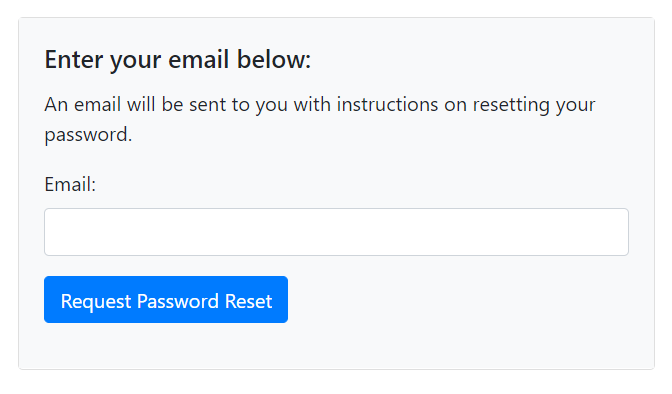 Enter your email below:
An email will be sent to you with instructions on resetting your
password.
Email:
Request Password Reset